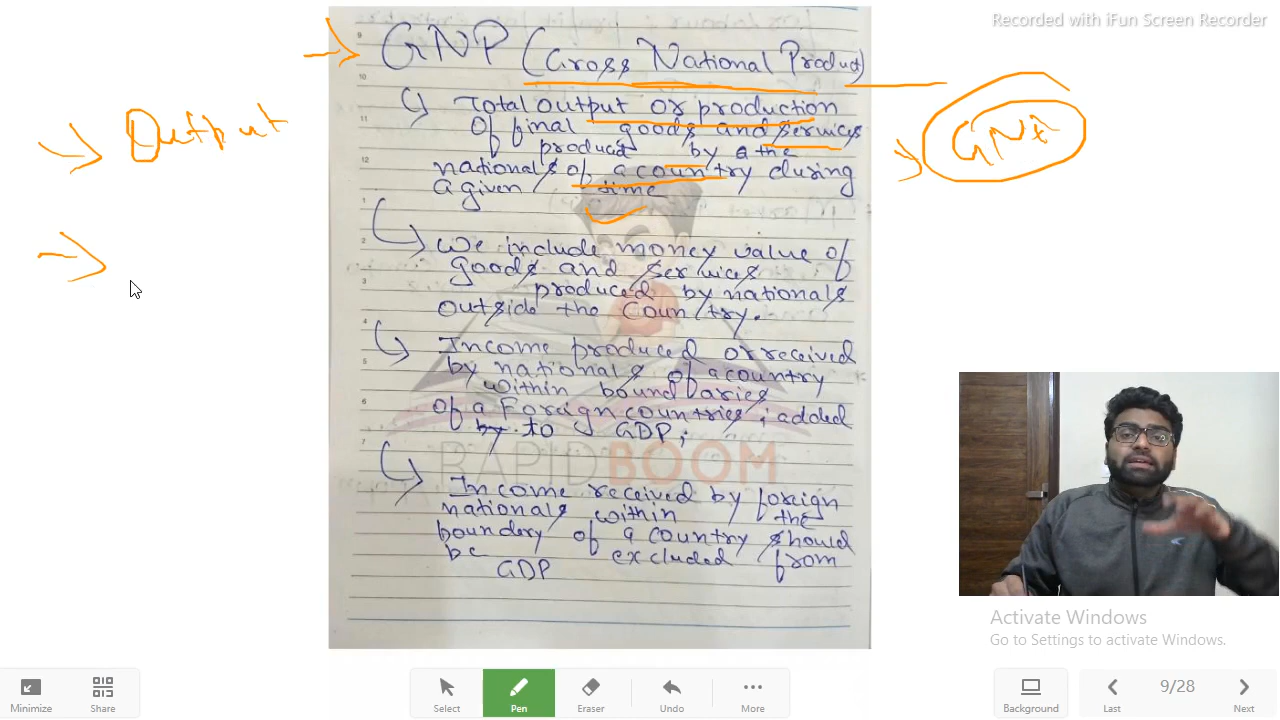 Recorded with iFun Screen Recorder
GNP (Gross National Product)
Total output or production
Of final goods and services
product by a the
nationals of a country during
a given time
We include money value of
goods and services
produced by nationals
outside the Country.
Income produced or received
by nationals of a country
within boundaries
of a Foreign countries; added
by to GDP;
Income received by foreign
nationals within the
boundery of a country should
be excluded from
GDP
Output
RAPIDBOOM
Activate Windows
Go to Settings to activate Windows.
Minimize
Share
Select
Pen
Eraser
Undo
More
Background
Last
9/28
Next